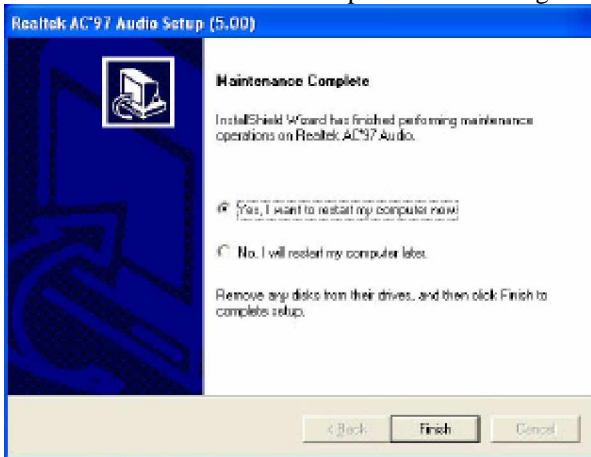 Realtek AC'97 Audio Setup (5.00)
Maintenance Complete
InstallShield Wizard has finished performing maintenance
operations on Realtek AC'97 Audio.
Yes, I want to restart my computer now.
No, I will restart my computer later.
Remove any disks from their drives, and then click Finish to
complete setup.
< Back
Finish
Cancel